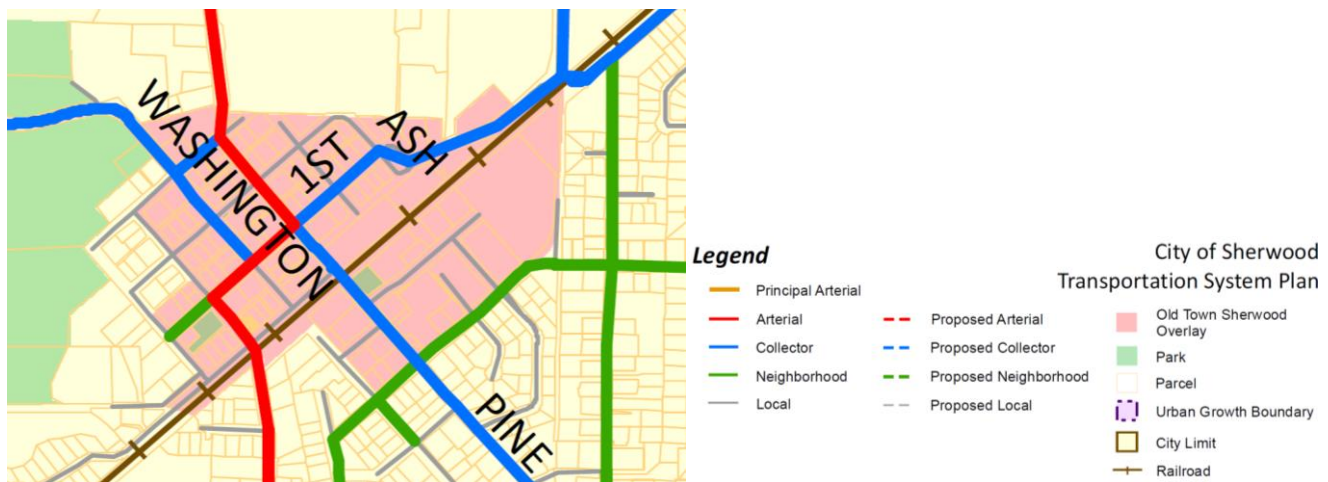 WASHINGTON
1ST
ASH
PINE
Legend
Principal Arterial
Arterial
Collector
Neighborhood
Local
Proposed Arterial
Proposed Collector
Proposed Neighborhood
Proposed Local
City of Sherwood
Transportation System Plan
Old Town Sherwood
Overlay
Park
Parcel
Urban Growth Boundary
City Limit
Railroad